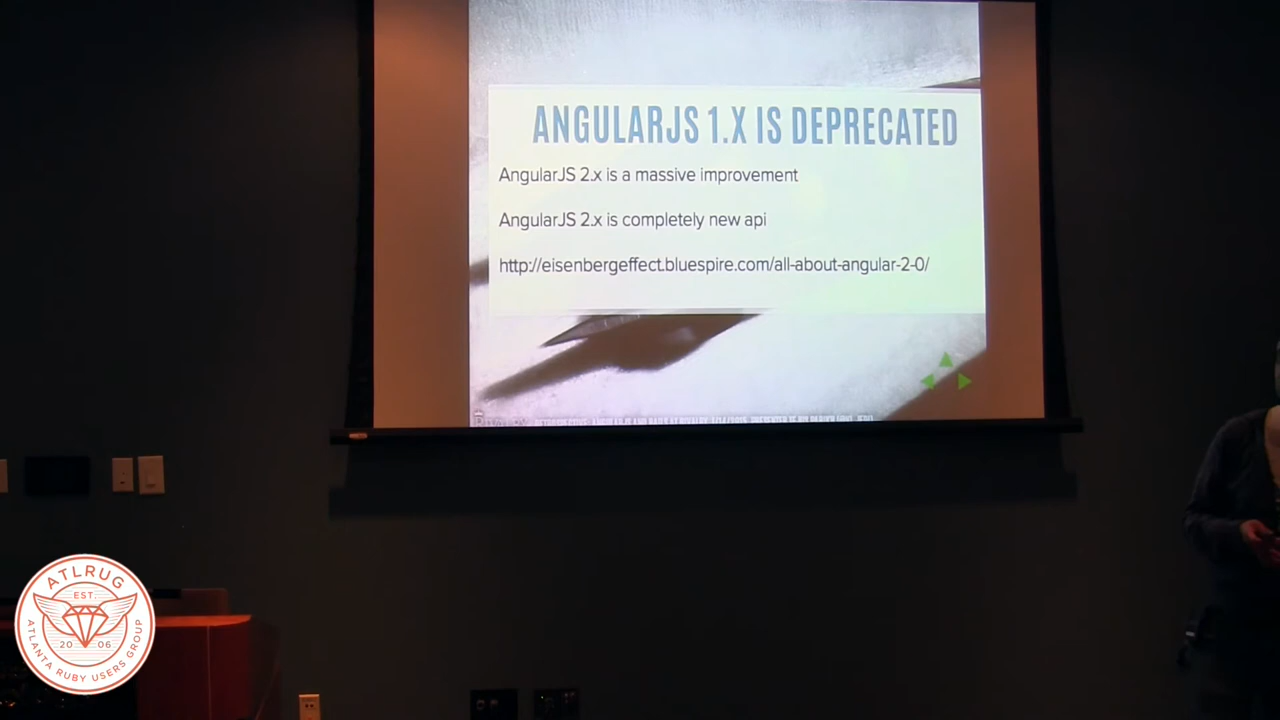 ANGULARJS 1.X IS DEPRECATED
AngularJS 2.x is a massive improvement
AngularJS 2.x is completely new api
http://eisenbergeffect.bluespire.com/all-about-angular-2-0/
ATLRUG
EST.
20 06
ATLANTA RUBY USERS GROUP